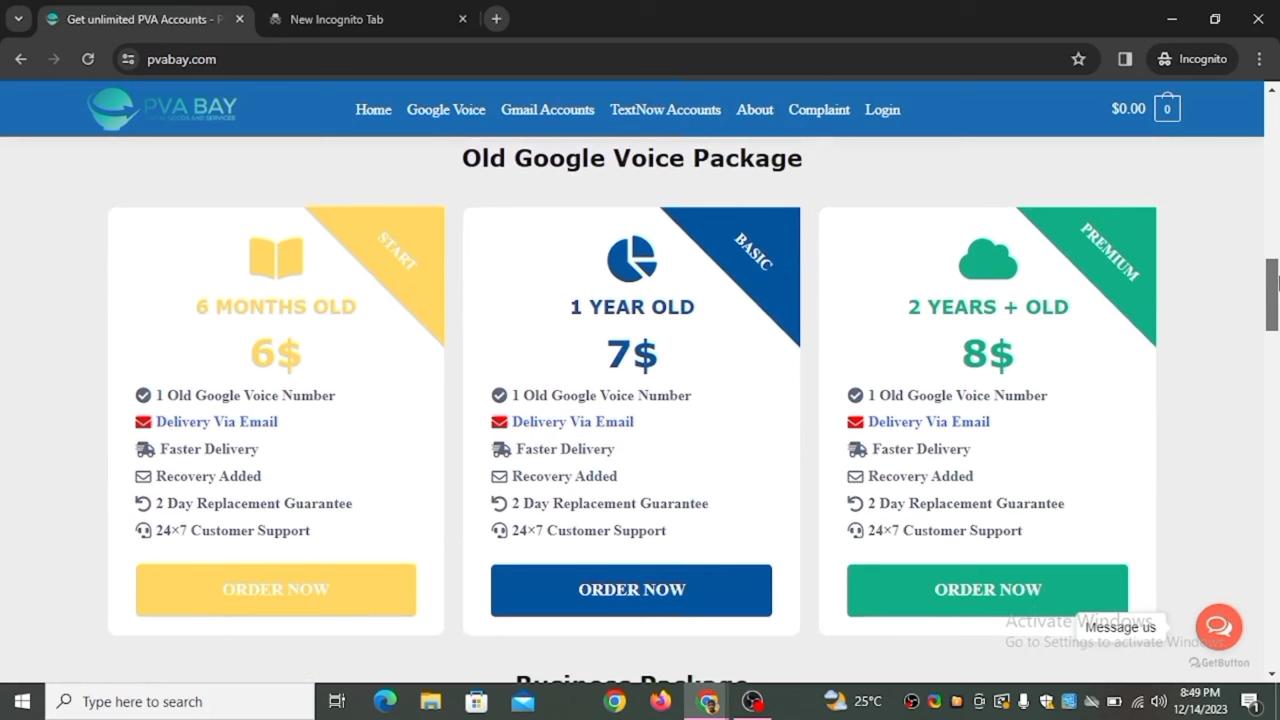 Get unlimited PVA Accounts - P
New Incognito Tab
pvabay.com
Incognito
PVA BAY
Home
Google Voice
Gmail Accounts
TextNow Accounts
About
Complaint
Login
$0.00
0
Old Google Voice Package
START
6 MONTHS OLD
6$
1 Old Google Voice Number
Delivery Via Email
Faster Delivery
Recovery Added
2 Day Replacement Guarantee
24×7 Customer Support
ORDER NOW
BASIC
1 YEAR OLD
7$
1 Old Google Voice Number
Delivery Via Email
Faster Delivery
Recovery Added
2 Day Replacement Guarantee
24×7 Customer Support
ORDER NOW
PREMIUM
2 YEARS + OLD
8$
1 Old Google Voice Number
Delivery Via Email
Faster Delivery
Recovery Added
2 Day Replacement Guarantee
24×7 Customer Support
ORDER NOW
Activate Windows
Go to Settings to activate Windows.
Message us
GetButton
Business Package
Type here to search
25°C
8:49 PM
12/14/2023
1